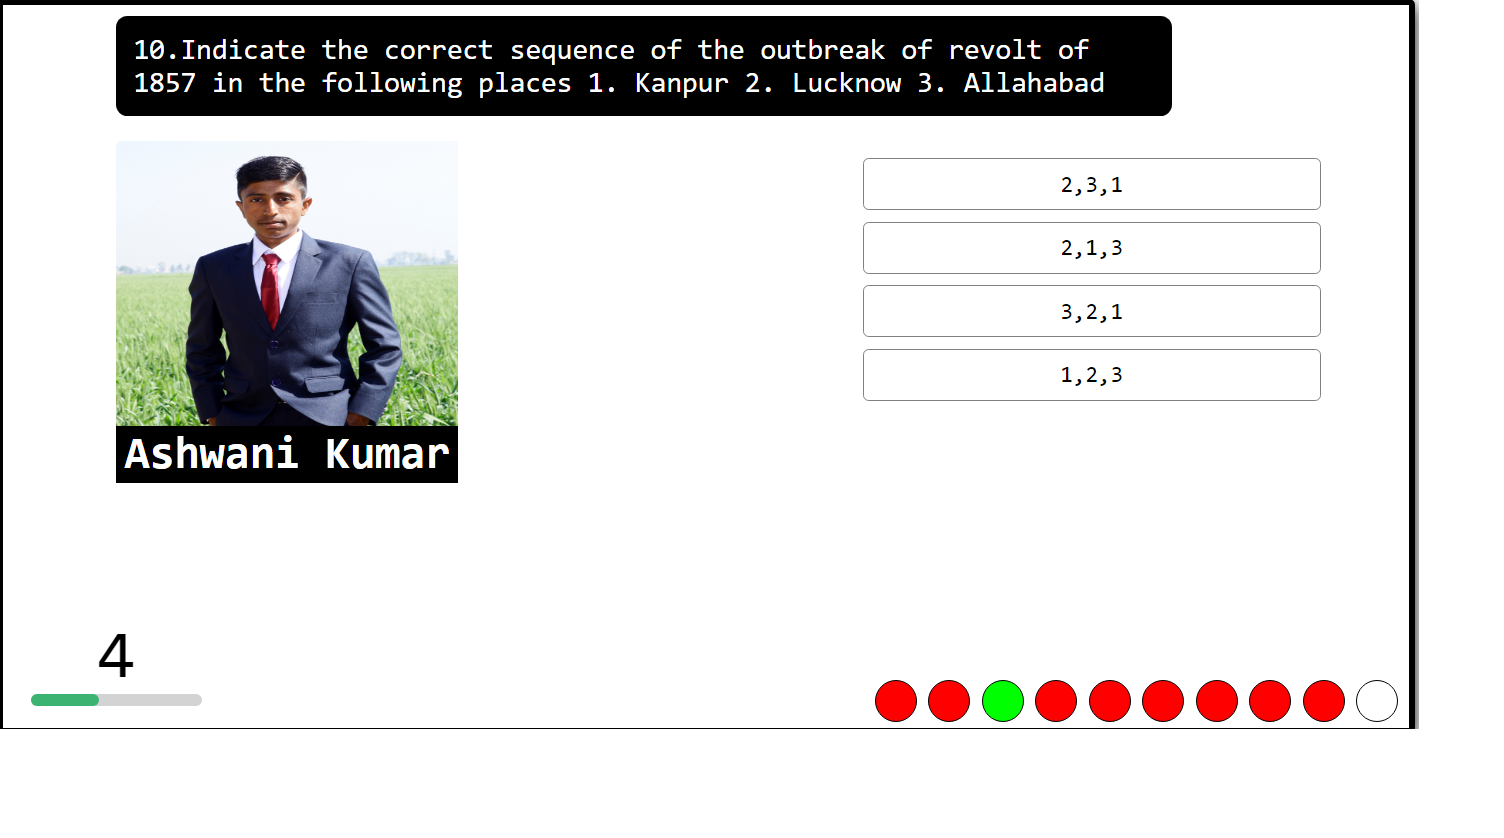 10.Indicate the correct sequence of the outbreak of revolt of
1857 in the following places 1. Kanpur 2. Lucknow 3. Allahabad
2,3,1
2,1,3
3,2,1
1,2,3
Ashwani Kumar
4